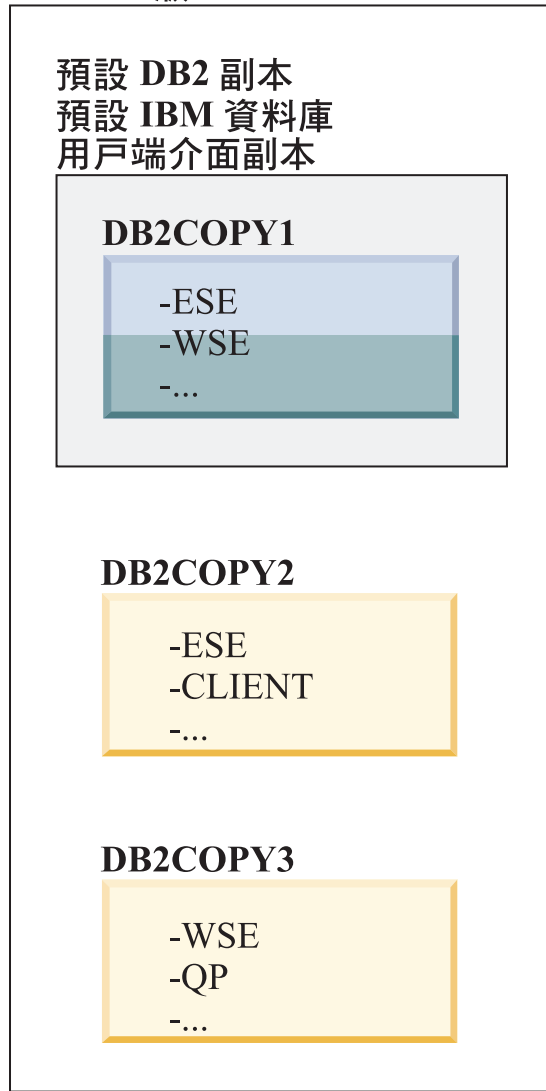 預設 DB2 副本
預設 IBM 資料庫
用戶端介面副本
DB2COPY1
-ESE
-WSE
-...
DB2COPY2
-ESE
-CLIENT
-...
DB2COPY3
-WSE
-QP
-...